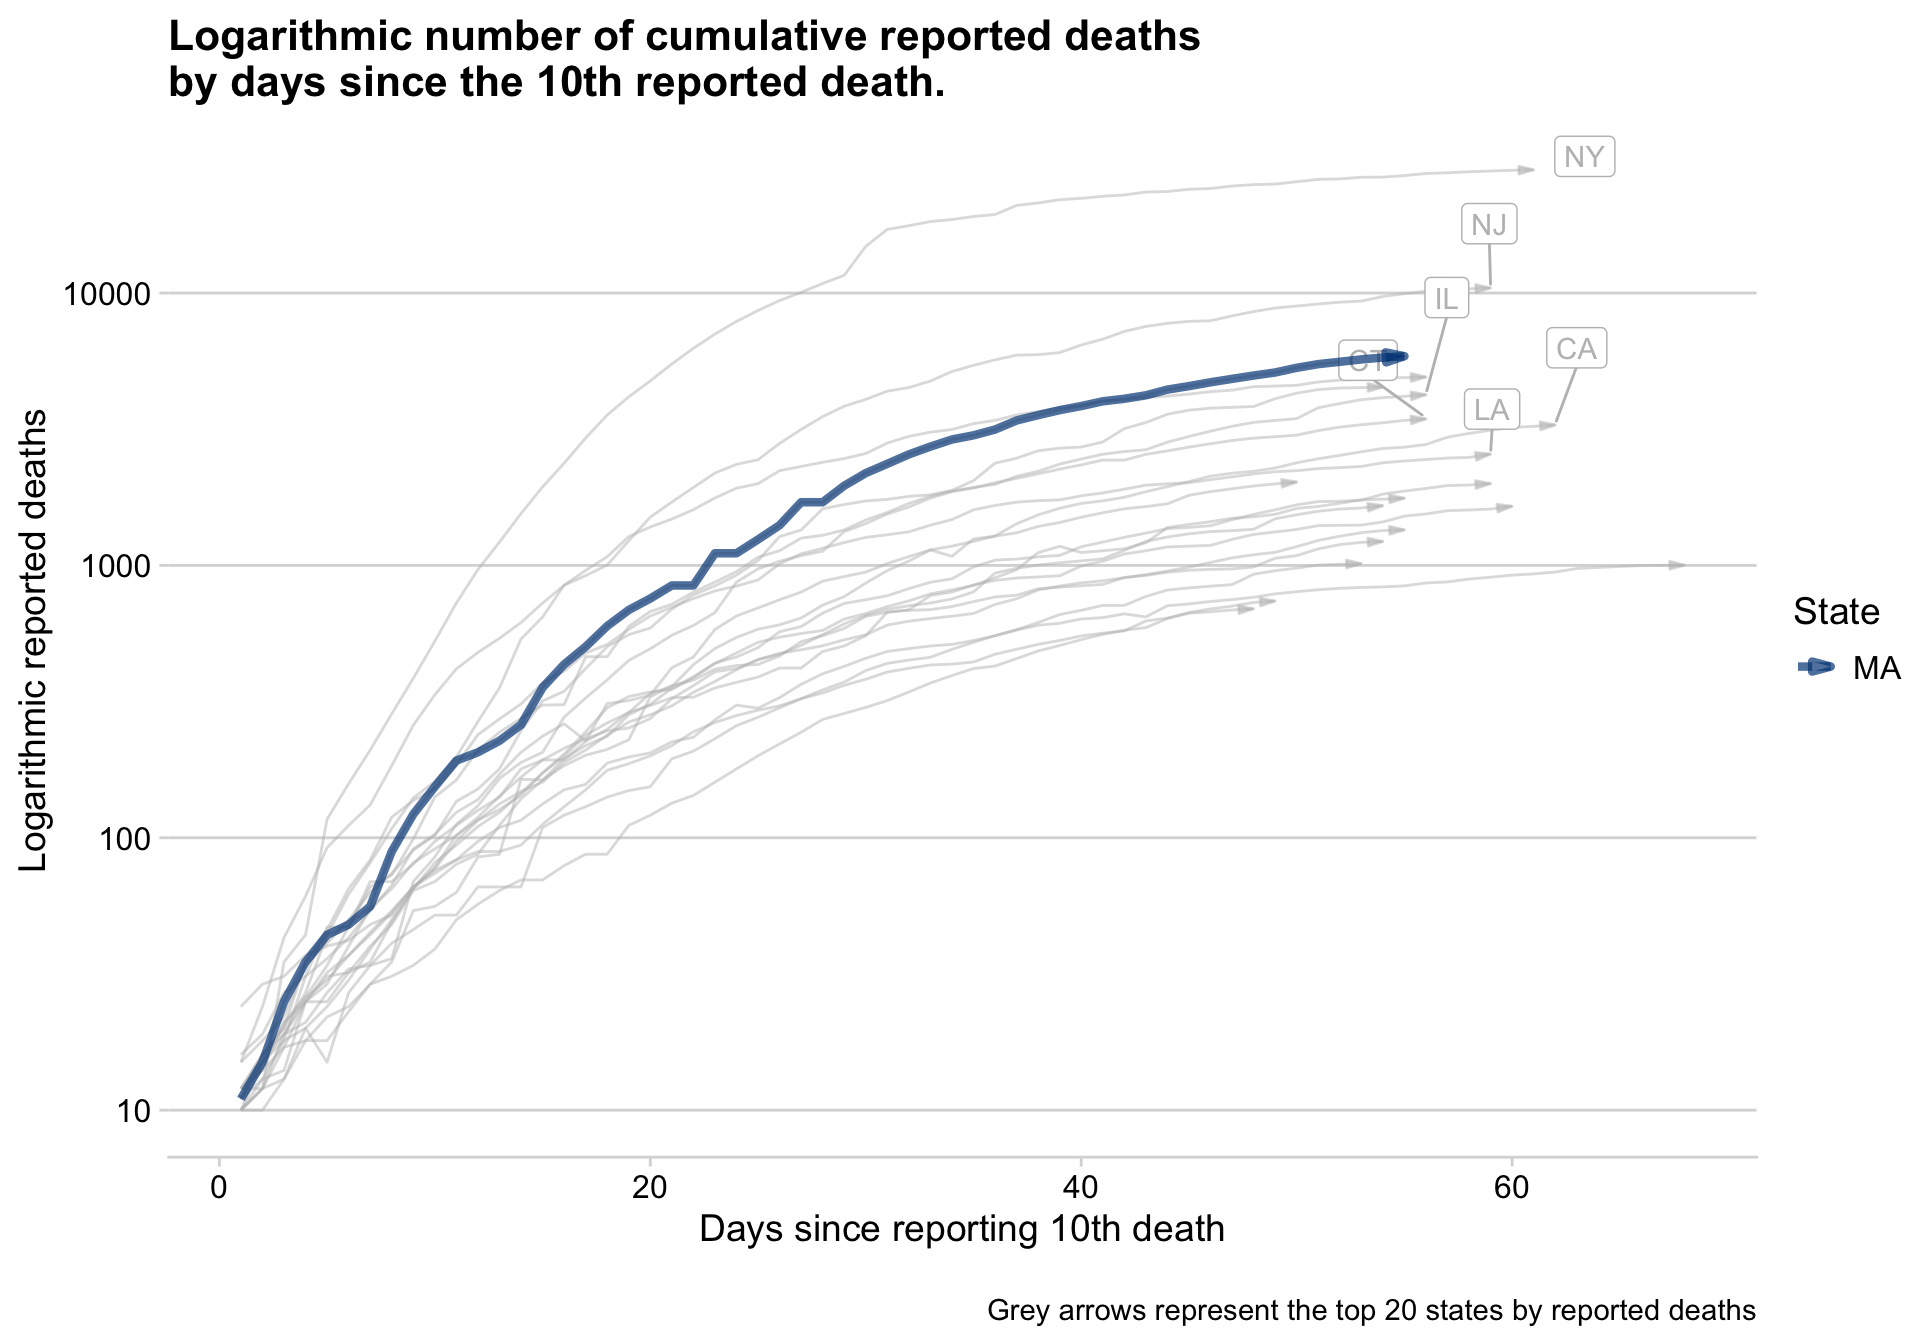 Logarithmic number of cumulative reported deaths
by days since the 10th reported death.
NY
NJ
10000
IL
CT
CA
LA
1000
100
10
Logarithmic reported deaths
State
MA
0
20
40
60
Days since reporting 10th death
Grey arrows represent the top 20 states by reported deaths